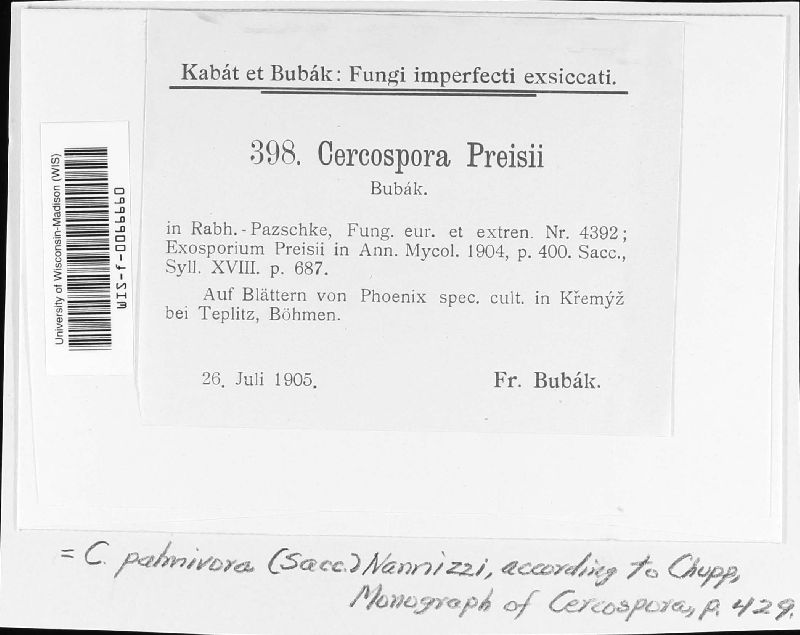 Kabát et Bubák: Fungi imperfecti exsiccati.
398. Cercospora Preisii
Bubák.
in Rabh.-Pazschke, Fung. eur. et extren. Nr. 4392;
Exosporium Preisii in Ann. Mycol. 1904, p. 400. Sacc.,
Syll. XVIII. p. 687.
Auf Blättern von Phoenix spec. cult. in Křemýž
bei Teplitz, Böhmen.
26. Juli 1905.
Fr. Bubák.
University of Wisconsin-Madison (WIS)
WIS-f-0066660
= C. palmivora (Sacc.) Nannizzi, according to Chupp,
Monograph of Cercospora, p. 429.